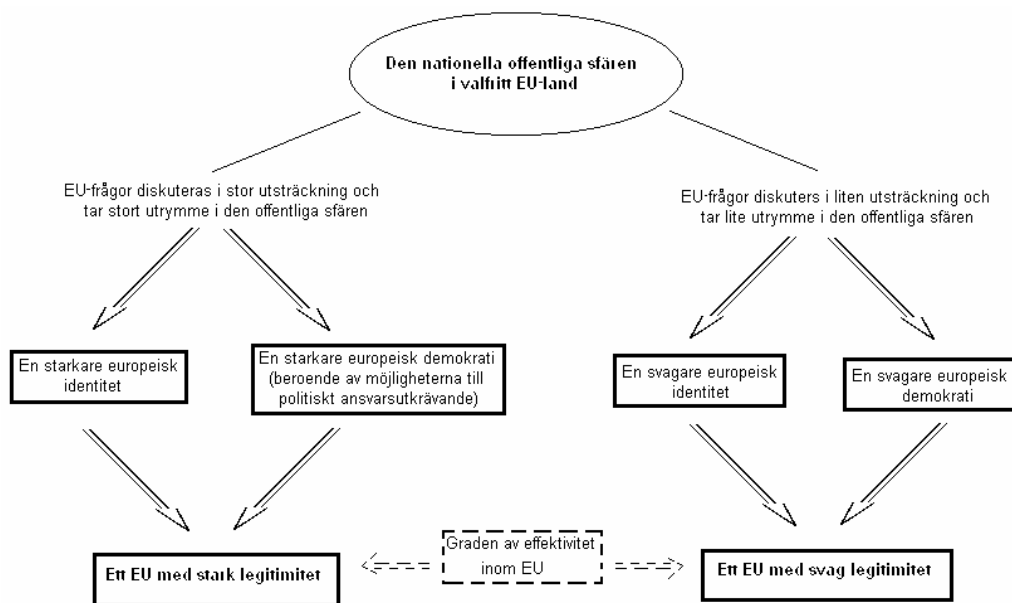 Den nationella offentliga sfären
i valfritt EU-land
EU-frågor diskuteras i stor utsträckning och
tar stort utrymme i den offentliga sfären
EU-frågor diskuters i liten utsträckning och
tar lite utrymme i den offentliga sfären
En starkare europeisk
identitet
En starkare europeisk demokrati
(beroende av möjligheterna till
politiskt ansvarsutkrävande)
En svagare europeisk
identitet
En svagare europeisk
demokrati
Ett EU med stark legitimitet
Graden av effektivitet
inom EU
Ett EU med svag legitimitet